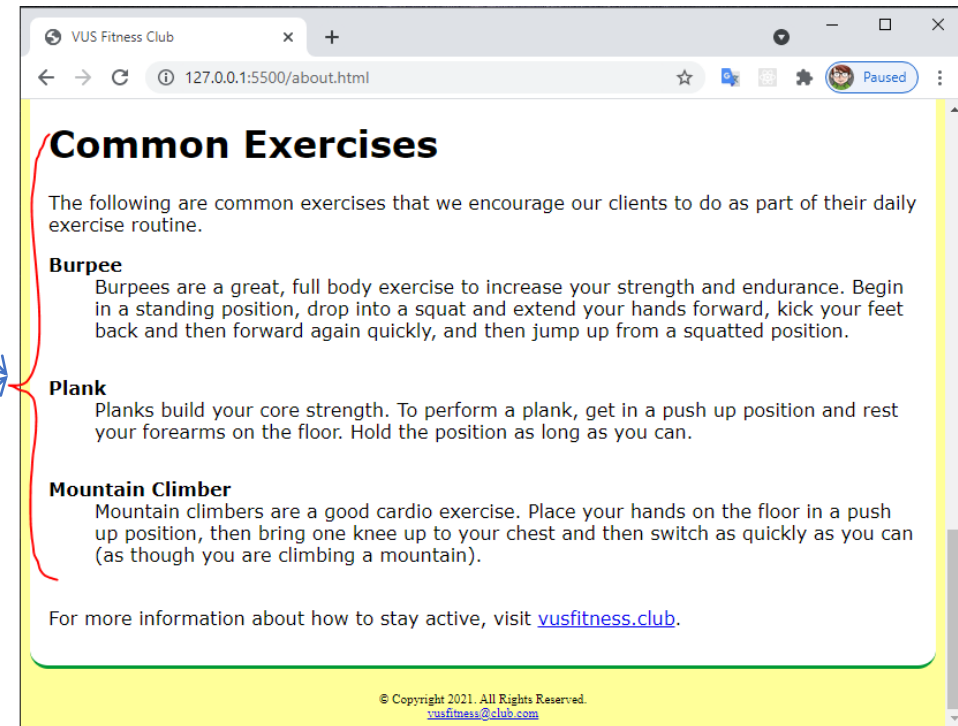 VUS Fitness Club
127.0.0.1:5500/about.html
Paused
Common Exercises
The following are common exercises that we encourage our clients to do as part of their daily
exercise routine.
Burpee
Burpees are a great, full body exercise to increase your strength and endurance. Begin
in a standing position, drop into a squat and extend your hands forward, kick your feet
back and then forward again quickly, and then jump up from a squatted position.
Plank
Planks build your core strength. To perform a plank, get in a push up position and rest
your forearms on the floor. Hold the position as long as you can.
Mountain Climber
Mountain climbers are a good cardio exercise. Place your hands on the floor in a push
up position, then bring one knee up to your chest and then switch as quickly as you can
(as though you are climbing a mountain).
For more information about how to stay active, visit vusfitness.club.
© Copyright 2021. All Rights Reserved.
vusfitness@club.com